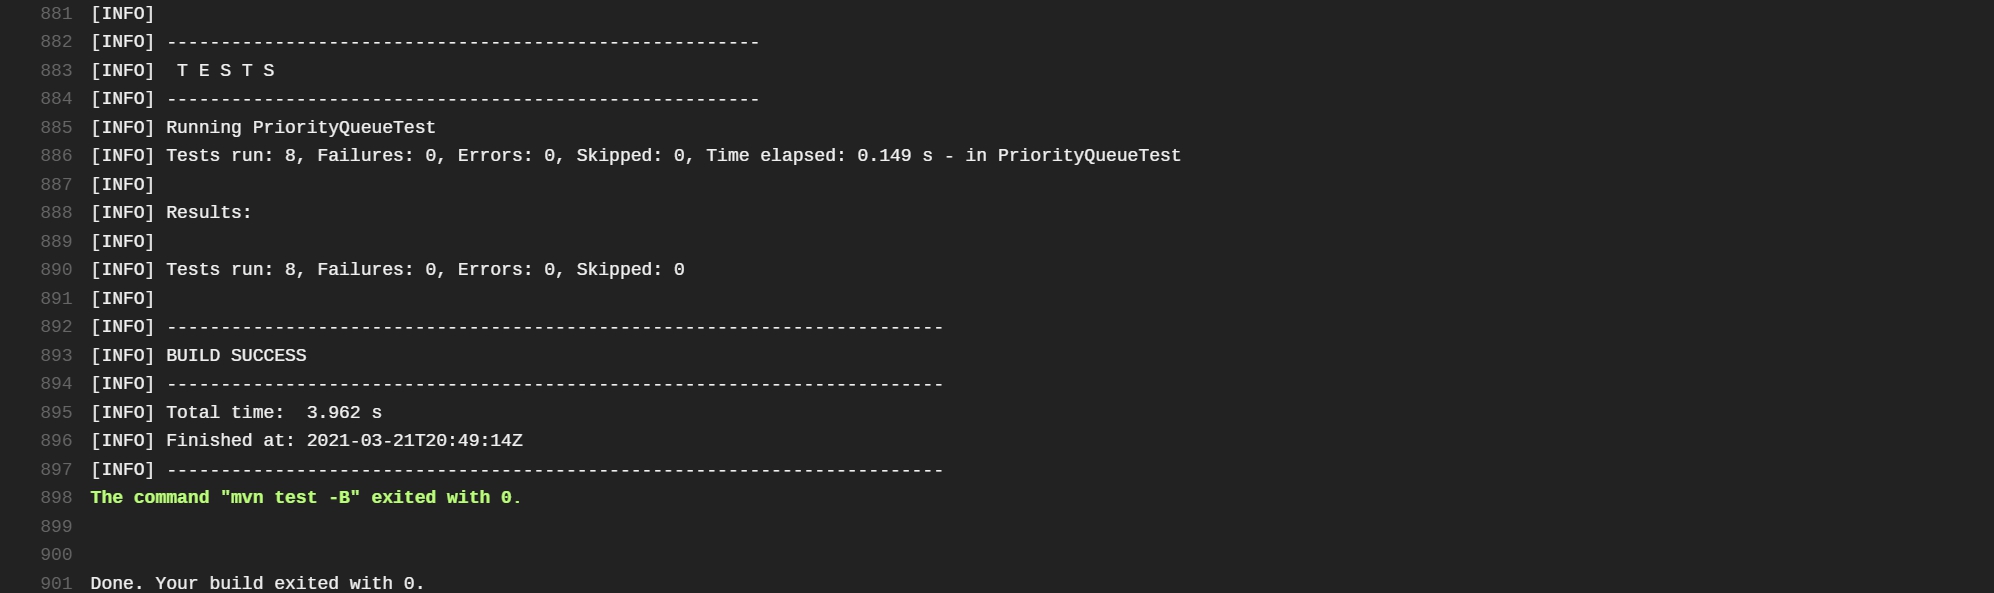 881 [INFO]
882 [INFO] -------------------------------------------------------
883 [INFO]  T E S T S
884 [INFO] -------------------------------------------------------
885 [INFO] Running PriorityQueueTest
886 [INFO] Tests run: 8, Failures: 0, Errors: 0, Skipped: 0, Time elapsed: 0.149 s - in PriorityQueueTest
887 [INFO]
888 [INFO] Results:
889 [INFO]
890 [INFO] Tests run: 8, Failures: 0, Errors: 0, Skipped: 0
891 [INFO]
892 [INFO] ------------------------------------------------------------------------
893 [INFO] BUILD SUCCESS
894 [INFO] ------------------------------------------------------------------------
895 [INFO] Total time:  3.962 s
896 [INFO] Finished at: 2021-03-21T20:49:14Z
897 [INFO] ------------------------------------------------------------------------
898 The command "mvn test -B" exited with 0.
899
900
901 Done. Your build exited with 0.